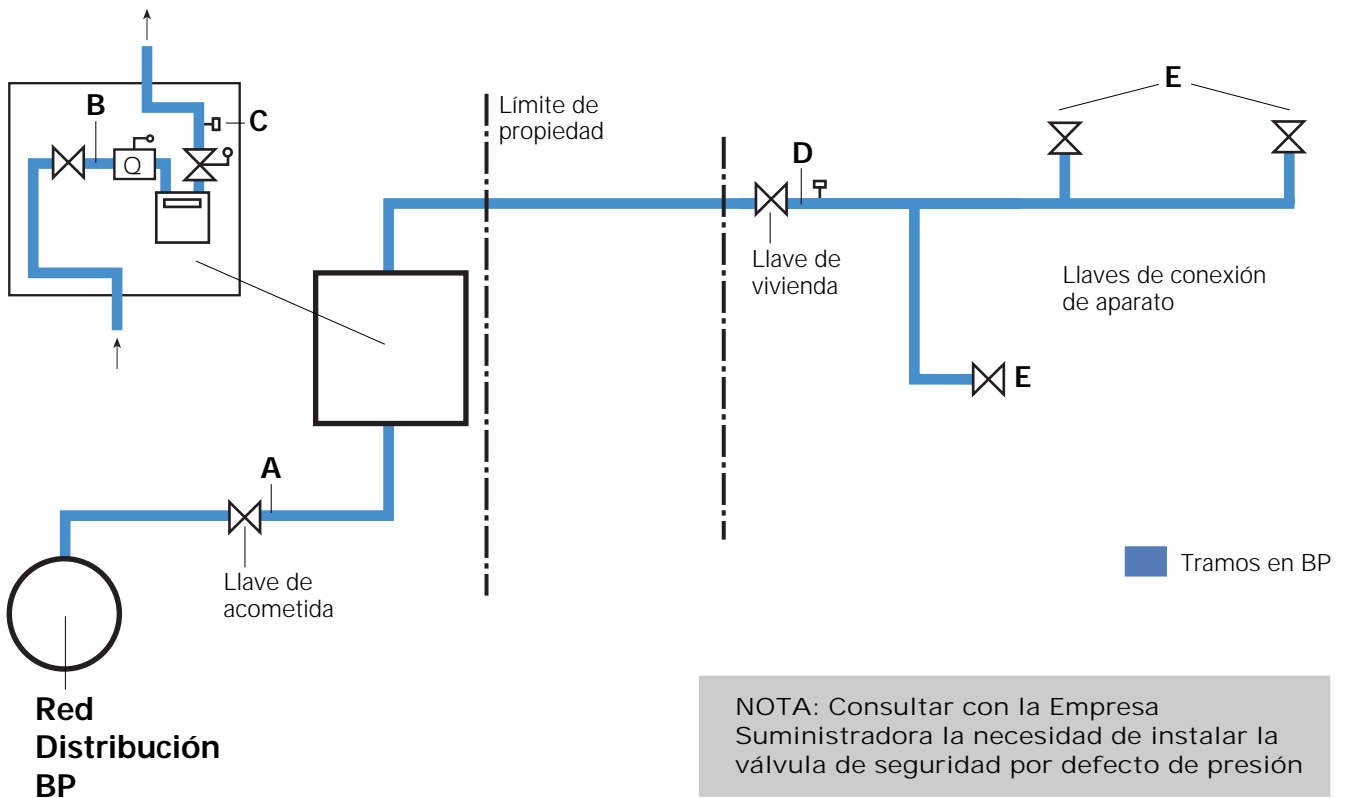 B
C
Q
Límite de
propiedad
E
D
Llave de
vivienda
Llaves de conexión
de aparato
E
A
Llave de
acometida
Tramos en BP
Red
Distribución
BP
NOTA: Consultar con la Empresa
Suministradora la necesidad de instalar la
válvula de seguridad por defecto de presión